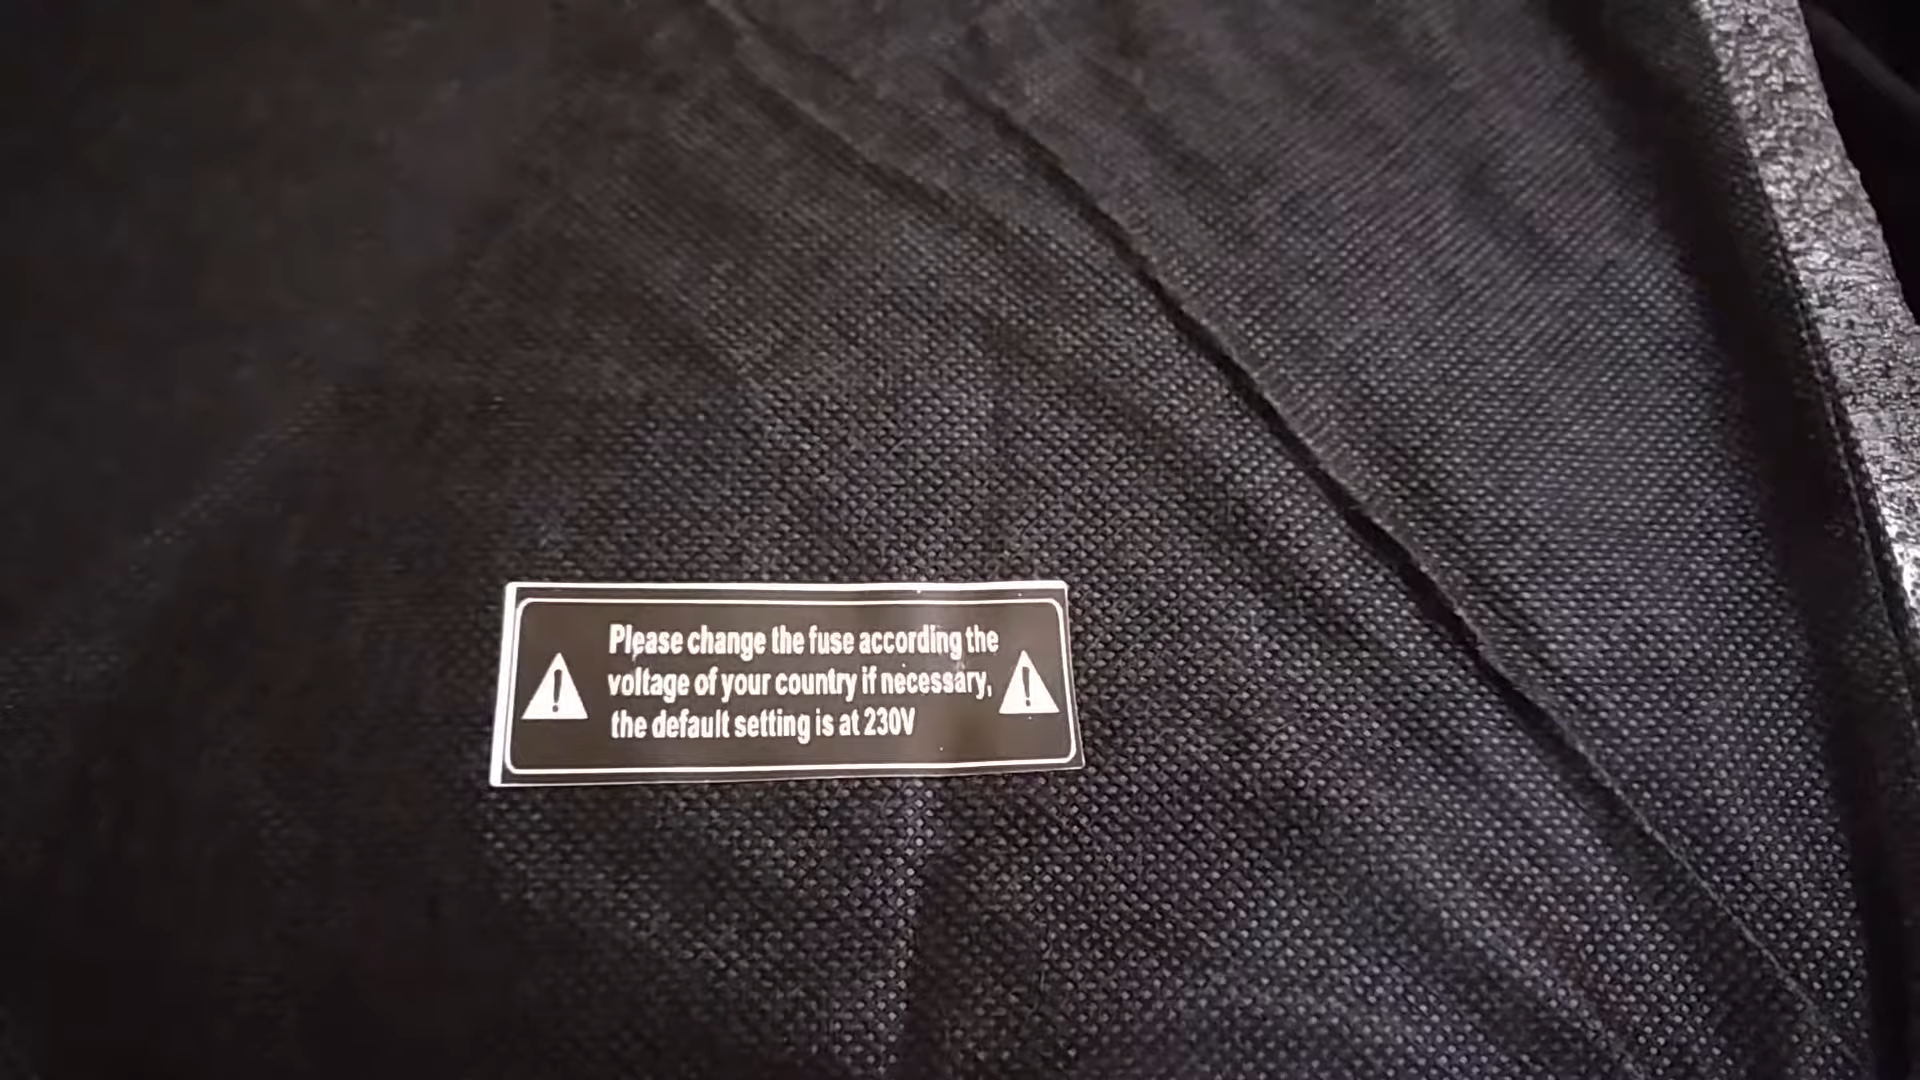 Please change the fuse according the
voltage of your country if necessary,
the default setting is at 230V